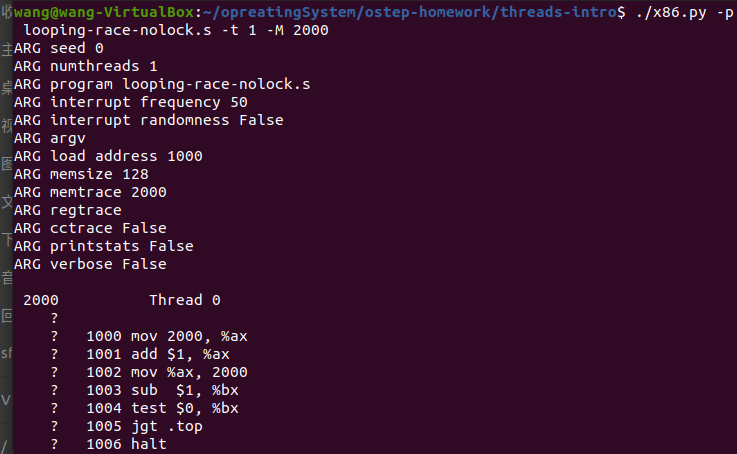 wang@wang-VirtualBox:~/opreatingSystem/ostep-homework/threads-intro$ ./x86.py -p
 looping-race-nolock.s -t 1 -M 2000
ARG seed 0
ARG numthreads 1
ARG program looping-race-nolock.s
ARG interrupt frequency 50
ARG interrupt randomness False
ARG argv
ARG load address 1000
ARG memsize 128
ARG memtrace 2000
ARG regtrace
ARG cctrace False
ARG printstats False
ARG verbose False
 2000          Thread 0
    ?
    ?   1000 mov 2000, %ax
    ?   1001 add $1, %ax
    ?   1002 mov %ax, 2000
    ?   1003 sub  $1, %bx
    ?   1004 test $0, %bx
    ?   1005 jgt .top
    ?   1006 halt